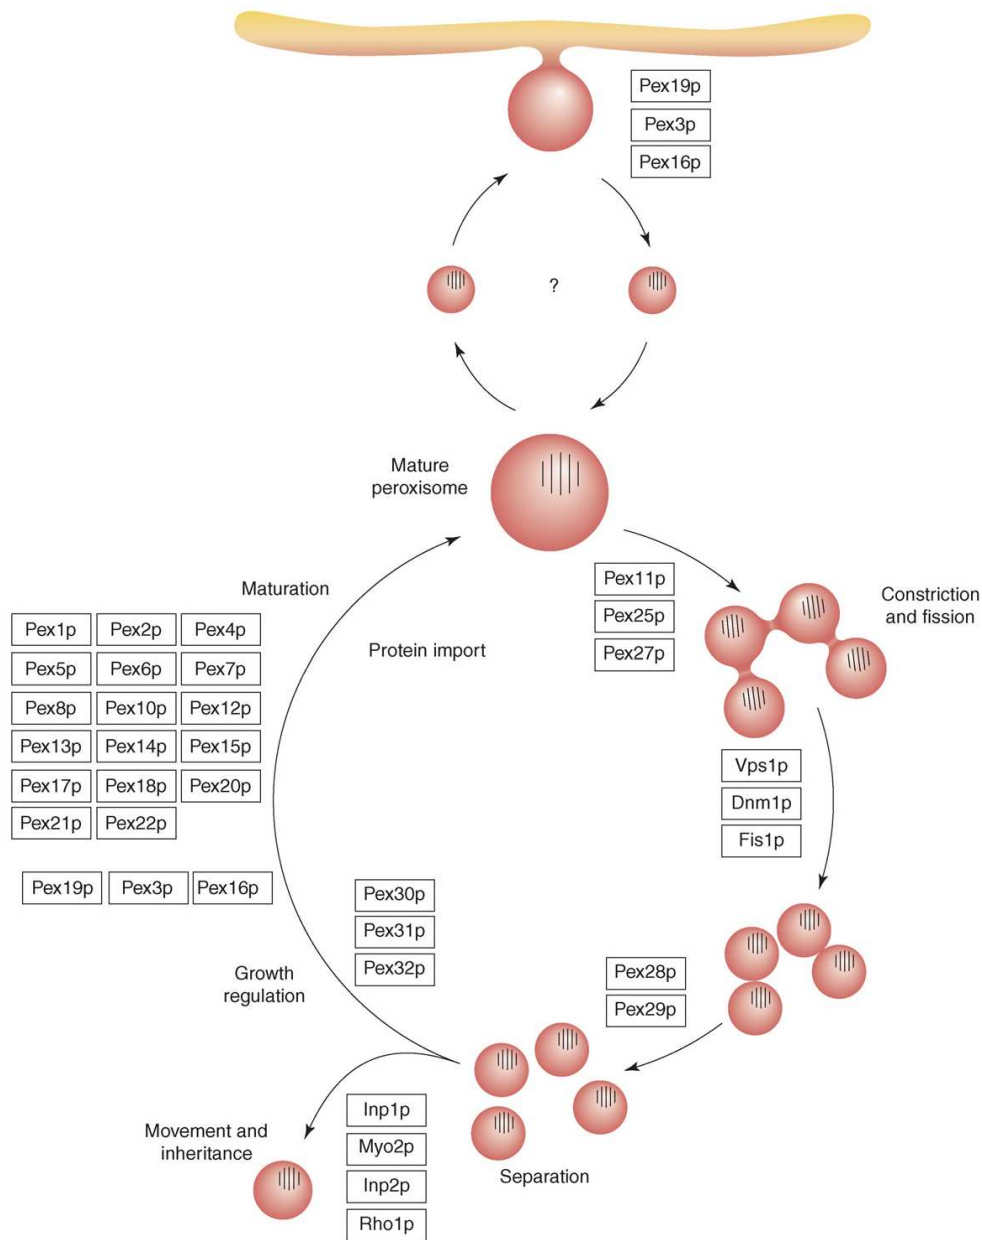 Pex19p
Pex3p
Pex16p
?
Mature
peroxisome
Maturation
Protein import
Pex11p
Pex25p
Pex27p
Constriction
and fission
Pex1p Pex2p Pex4p
Pex5p Pex6p Pex7p
Pex8p Pex10p Pex12p
Pex13p Pex14p Pex15p
Pex17p Pex18p Pex20p
Pex21p Pex22p
Vps1p
Dnm1p
Fis1p
Pex19p Pex3p Pex16p
Pex30p
Pex31p
Pex32p
Growth
regulation
Pex28p
Pex29p
Inp1p
Myo2p
Inp2p
Rho1p
Movement and
inheritance
Separation